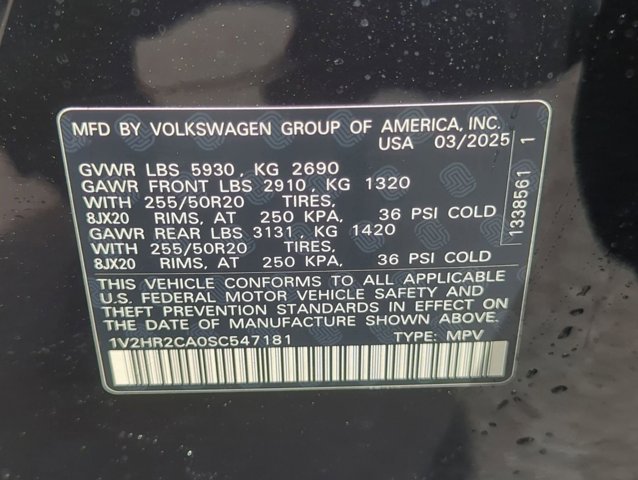 MFD BY VOLKSWAGEN GROUP OF AMERICA, INC.
USA 03/2025
GVWR LBS 5930, KG 2690
GAWR FRONT LBS 2910, KG 1320
WITH 255/50R20 TIRES,
8JX20 RIMS, AT 250 KPA, 36 PSI COLD
GAWR REAR LBS 3131, KG 1420
WITH 255/50R20 TIRES,
8JX20 RIMS, AT 250 KPA, 36 PSI COLD
THIS VEHICLE CONFORMS TO ALL APPLICABLE
U.S. FEDERAL MOTOR VEHICLE SAFETY AND
THEFT PREVENTION STANDARDS IN EFFECT ON
THE DATE OF MANUFACTURE SHOWN ABOVE.
1V2HR2CA0SC547181 TYPE: MPV
1338561 1